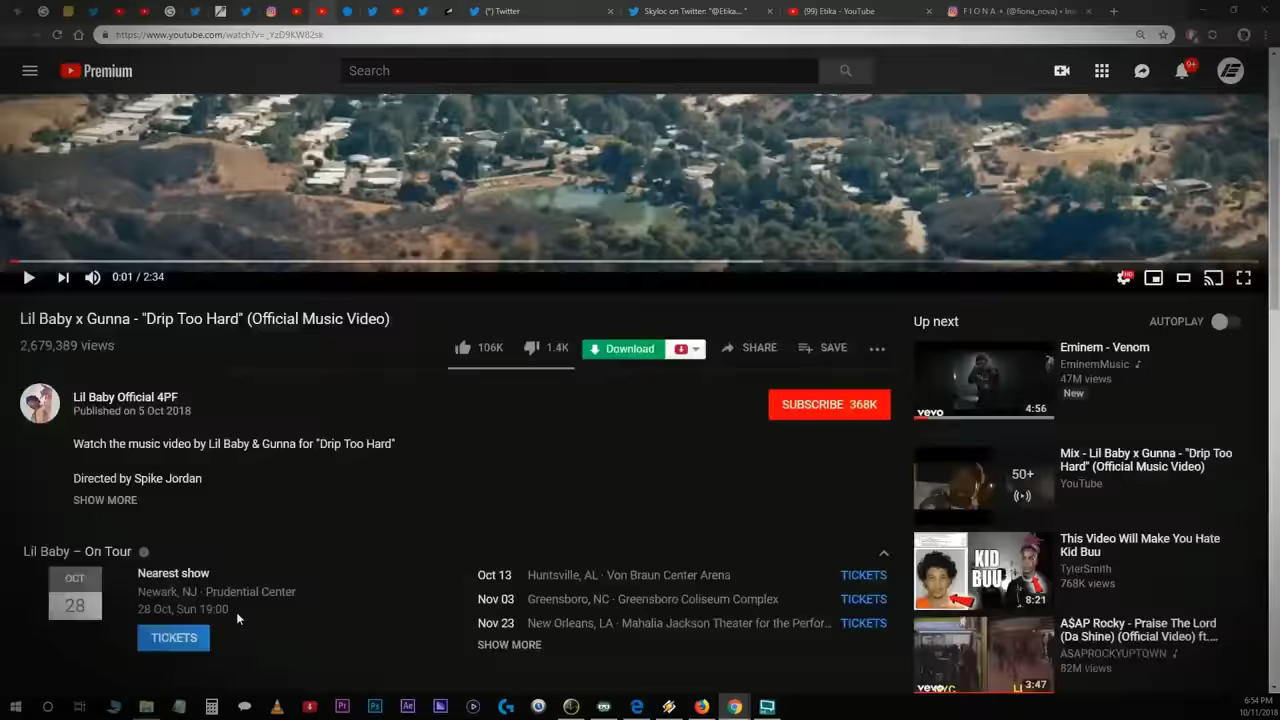 (*) Twitter
Skyloc on Twitter: "@Etika..."
(99) Etika - YouTube
F I O N A • (@fiona_nova) • In
https://www.youtube.com/watch?v=_YzD9KW82sk
Premium
Search
9+
0:01 / 2:34
HD
Lil Baby x Gunna - "Drip Too Hard" (Official Music Video)
2,679,389 views
106K
1.4K
Download
SHARE
SAVE
Lil Baby Official 4PF
Published on 5 Oct 2018
SUBSCRIBE 368K
Watch the music video by Lil Baby & Gunna for "Drip Too Hard"
Directed by Spike Jordan
SHOW MORE
Lil Baby – On Tour
OCT
28
Nearest show
Newark, NJ · Prudential Center
28 Oct, Sun 19:00
TICKETS
Oct 13 Huntsville, AL · Von Braun Center Arena TICKETS
Nov 03 Greensboro, NC · Greensboro Coliseum Complex TICKETS
Nov 23 New Orleans, LA · Mahalia Jackson Theater for the Perfor... TICKETS
SHOW MORE
Up next
AUTOPLAY
vevo
4:56
Eminem - Venom
EminemMusic
47M views
New
50+
Mix - Lil Baby x Gunna - "Drip Too
Hard" (Official Music Video)
YouTube
KID
BUU
8:21
This Video Will Make You Hate
Kid Buu
TylerSmith
768K views
vevo
3:47
A$AP Rocky - Praise The Lord
(Da Shine) (Official Video) ft....
ASAPROCKYUPTOWN
82M views
Pr
Ps
Ae
6:54 PM
10/11/2018